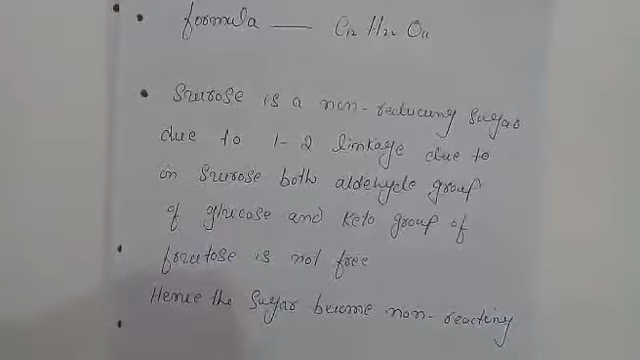 formula — C12 H22 O11
Sucrose is a non-reducing sugar
due to 1-2 linkage due to
in sucrose both aldehyde group
of glucose and keto group of
fructose is not free
Hence the sugar become non-reacting